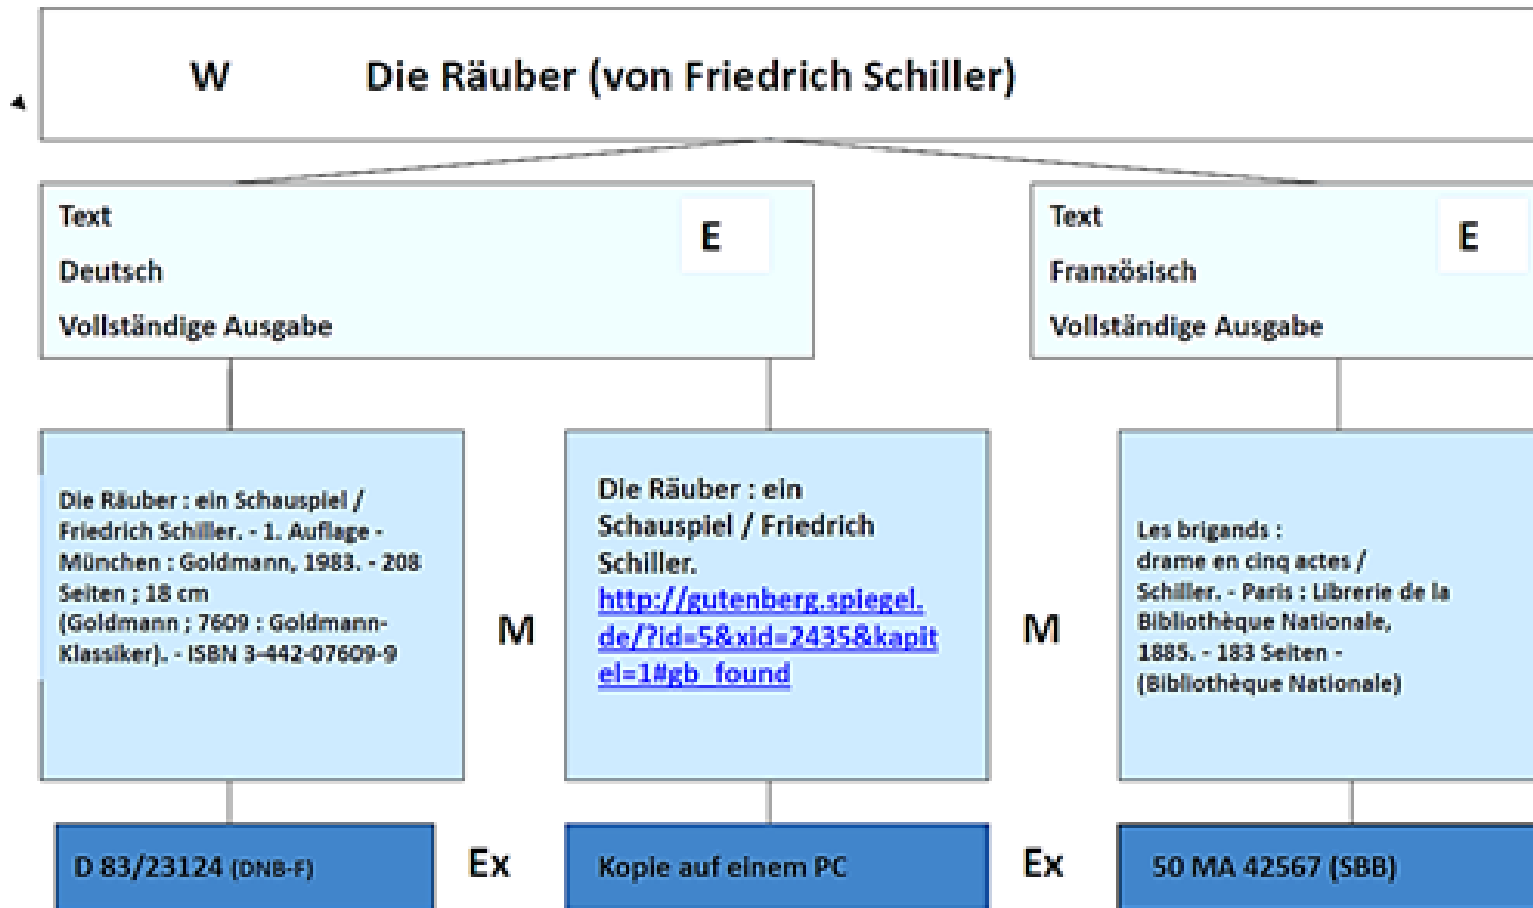 W Die Räuber (von Friedrich Schiller)
Text
Deutsch
Vollständige Ausgabe
E
Text
Französisch
Vollständige Ausgabe
E
Die Räuber : ein Schauspiel /
Friedrich Schiller. - 1. Auflage -
München : Goldmann, 1983. - 208
Seiten ; 18 cm
(Goldmann ; 7609 : Goldmann-
Klassiker). - ISBN 3-442-07609-9
M
Die Räuber : ein
Schauspiel / Friedrich
Schiller.
http://gutenberg.spiegel.
de/?id=5&xid=2435&kapit
el=1#gb_found
M
Les brigands :
drame en cinq actes /
Schiller. - Paris : Librerie de la
Bibliothèque Nationale,
1885. - 183 Seiten -
(Bibliothèque Nationale)
D 83/23124 (DNB-F)
Ex
Kopie auf einem PC
Ex
50 MA 42567 (SBB)